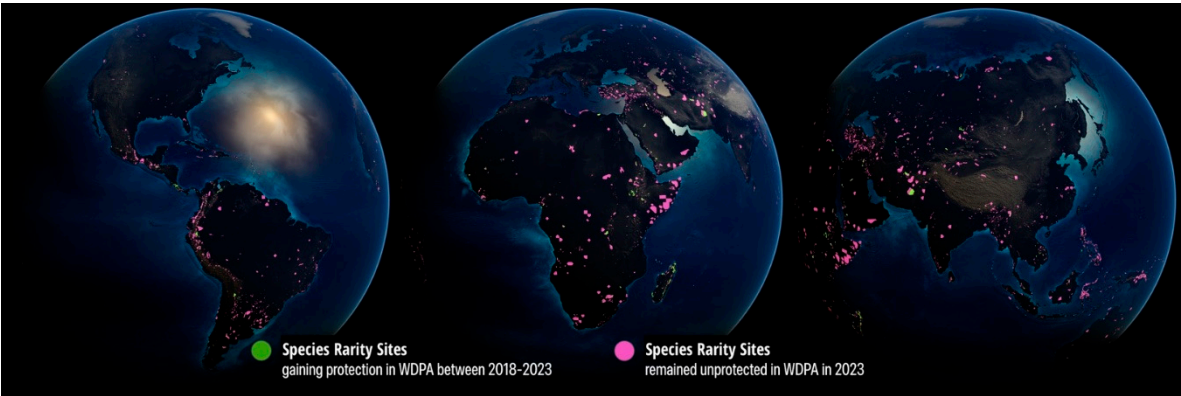 Species Rarity Sites
gaining protection in WDPA between 2018-2023
Species Rarity Sites
remained unprotected in WDPA in 2023